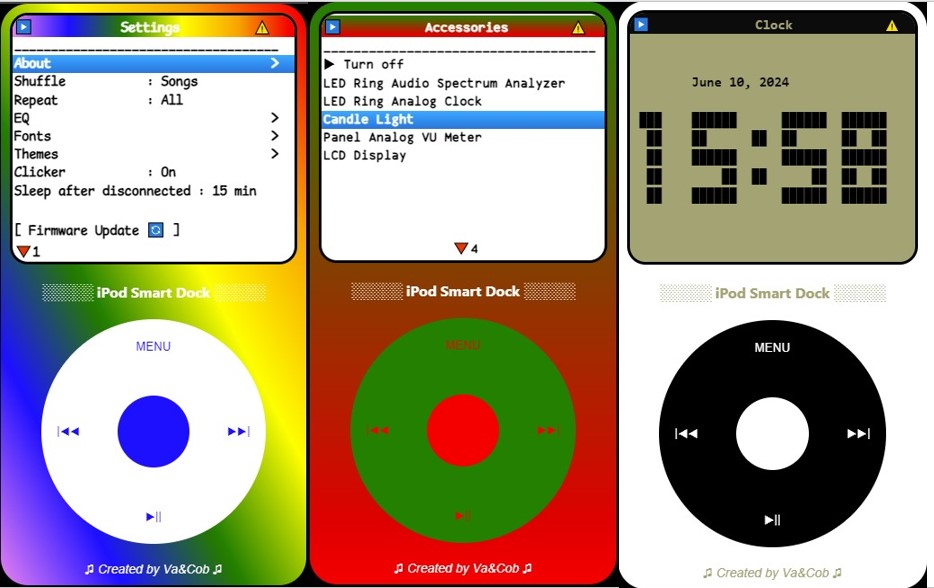 Settings
------------------------------------
About >
Shuffle : Songs
Repeat : All
EQ >
Fonts >
Themes >
Clicker : On
Sleep after disconnected : 15 min
[ Firmware Update ]
1
iPod Smart Dock
MENU
♫ Created by Va&Cob ♫
Accessories
------------------------------------
▶ Turn off
LED Ring Audio Spectrum Analyzer
LED Ring Analog Clock
Candle Light
Panel Analog VU Meter
LCD Display
4
iPod Smart Dock
MENU
♫ Created by Va&Cob ♫
Clock
June 10, 2024
15:58
iPod Smart Dock
MENU
♫ Created by Va&Cob ♫